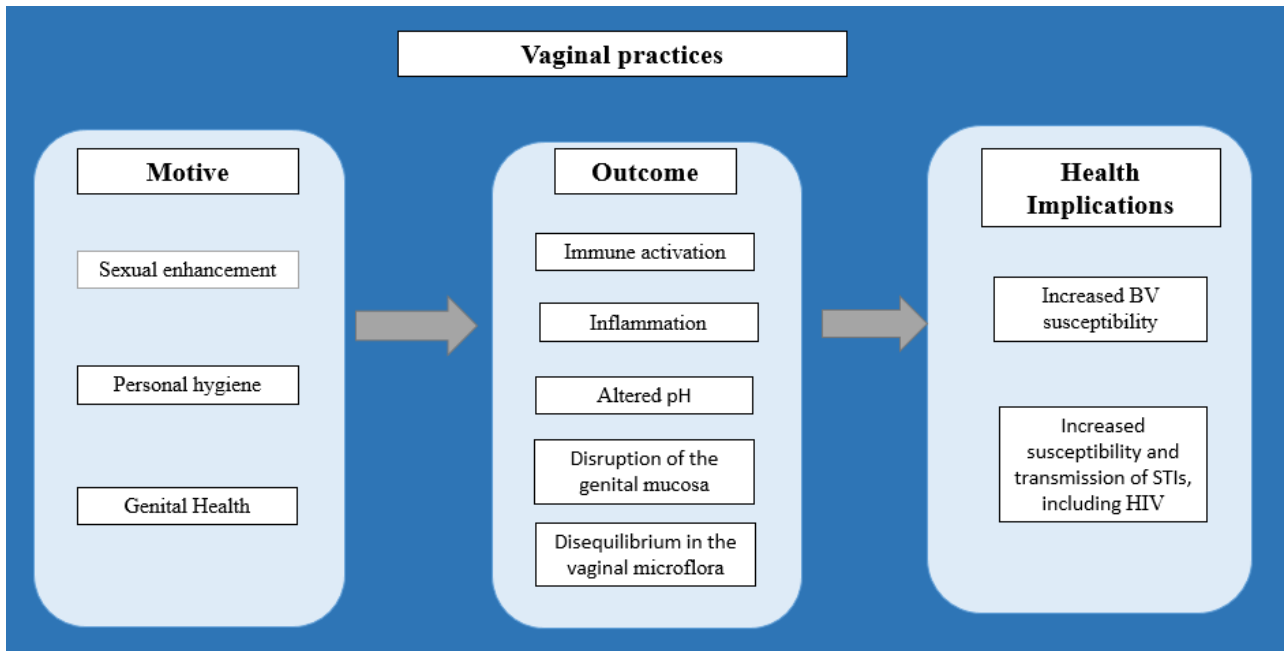 Vaginal practices
Motive
Sexual enhancement
Personal hygiene
Genital Health
Outcome
Immune activation
Inflammation
Altered pH
Disruption of the
genital mucosa
Disequilibrium in the
vaginal microflora
Health
Implications
Increased BV
susceptibility
Increased
susceptibility and
transmission of STIs,
including HIV